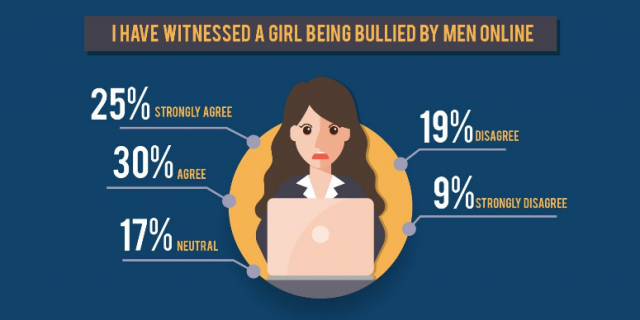 I HAVE WITNESSED A GIRL BEING BULLIED BY MEN ONLINE
25% STRONGLY AGREE
30% AGREE
17% NEUTRAL
19% DISAGREE
9% STRONGLY DISAGREE